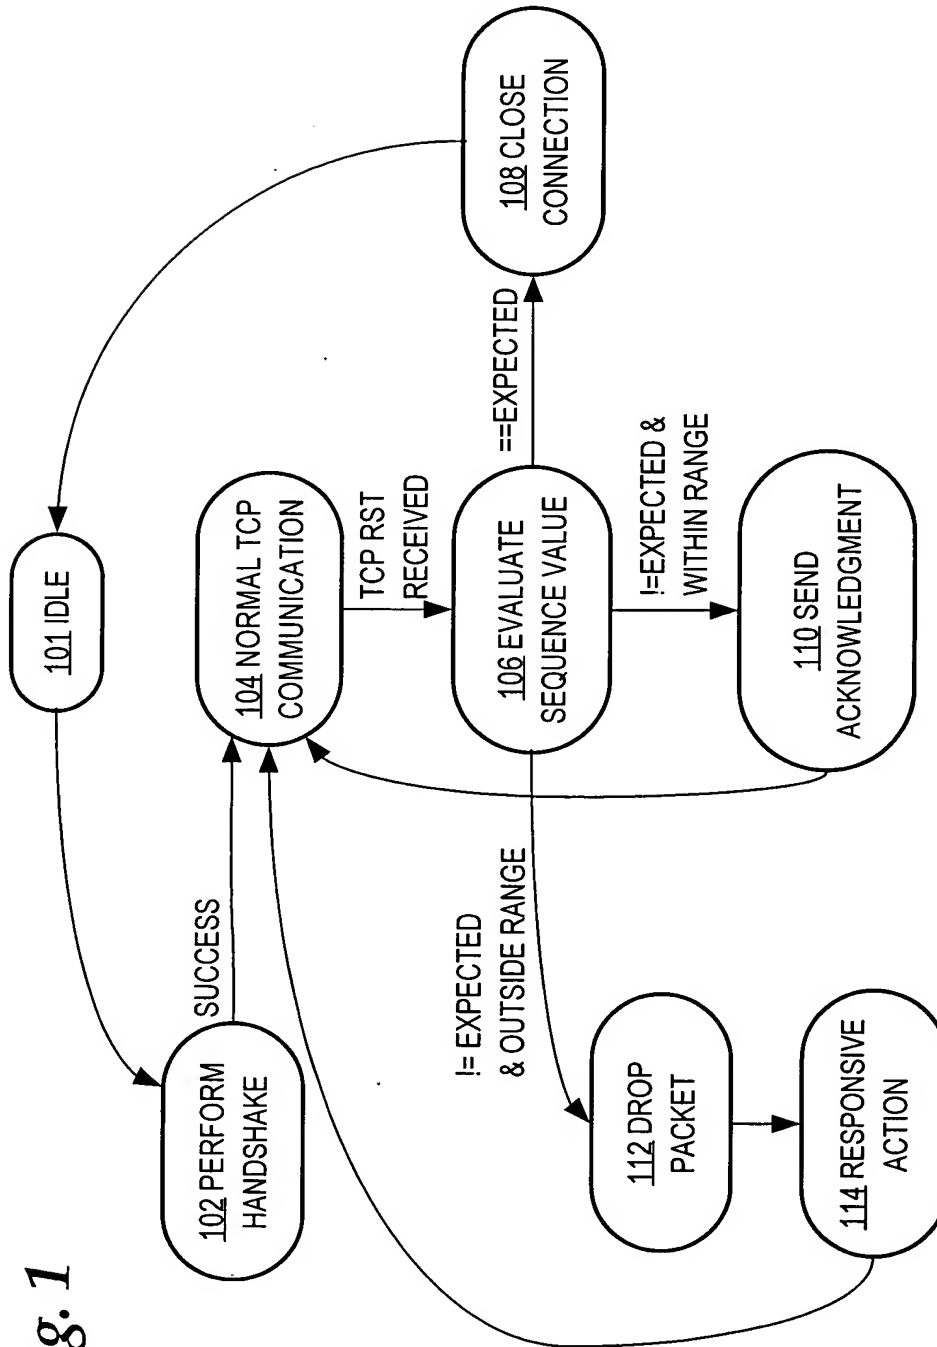 g. 1
101 IDLE
102 PERFORM
HANDSHAKE
SUCCESS
104 NORMAL TCP
COMMUNICATION
TCP RST
RECEIVED
106 EVALUATE
SEQUENCE VALUE
==EXPECTED
108 CLOSE
CONNECTION
!= EXPECTED
& OUTSIDE RANGE
!=EXPECTED &
WITHIN RANGE
112 DROP
PACKET
110 SEND
ACKNOWLEDGMENT
114 RESPONSIVE
ACTION